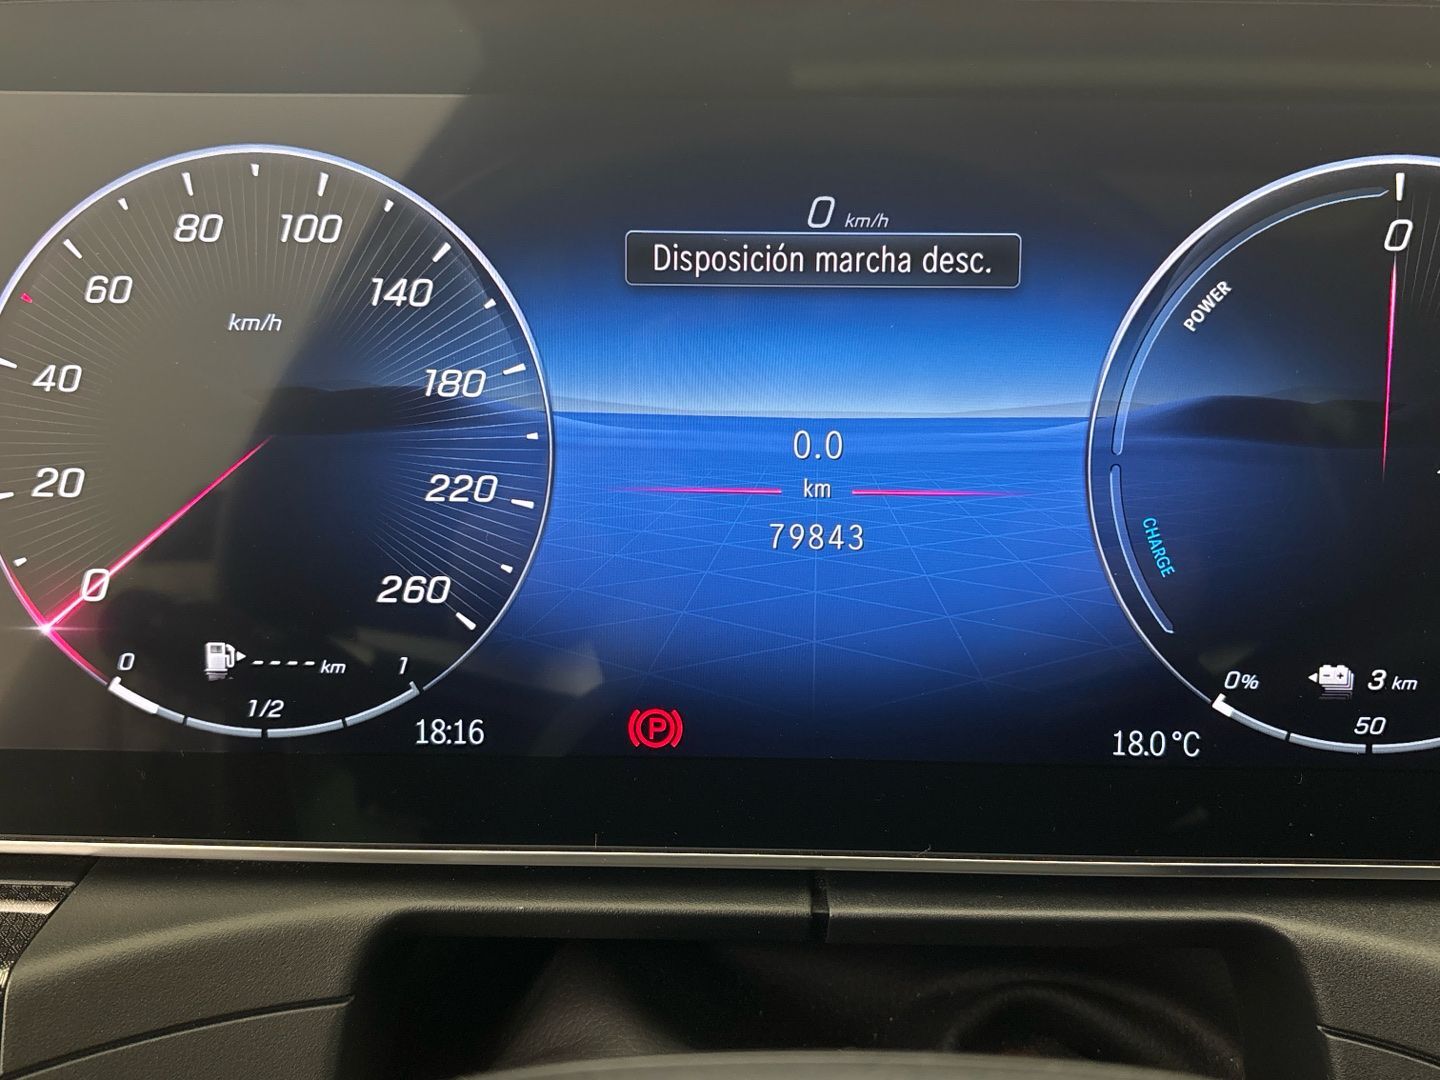 0 km/h
Disposición marcha desc.
80
100
60
140
km/h
40
180
20
220
0
260
0
---- km
1
1/2
18:16
0.0
km
79843
P
0
POWER
CHARGE
0%
3 km
50
18.0 °C